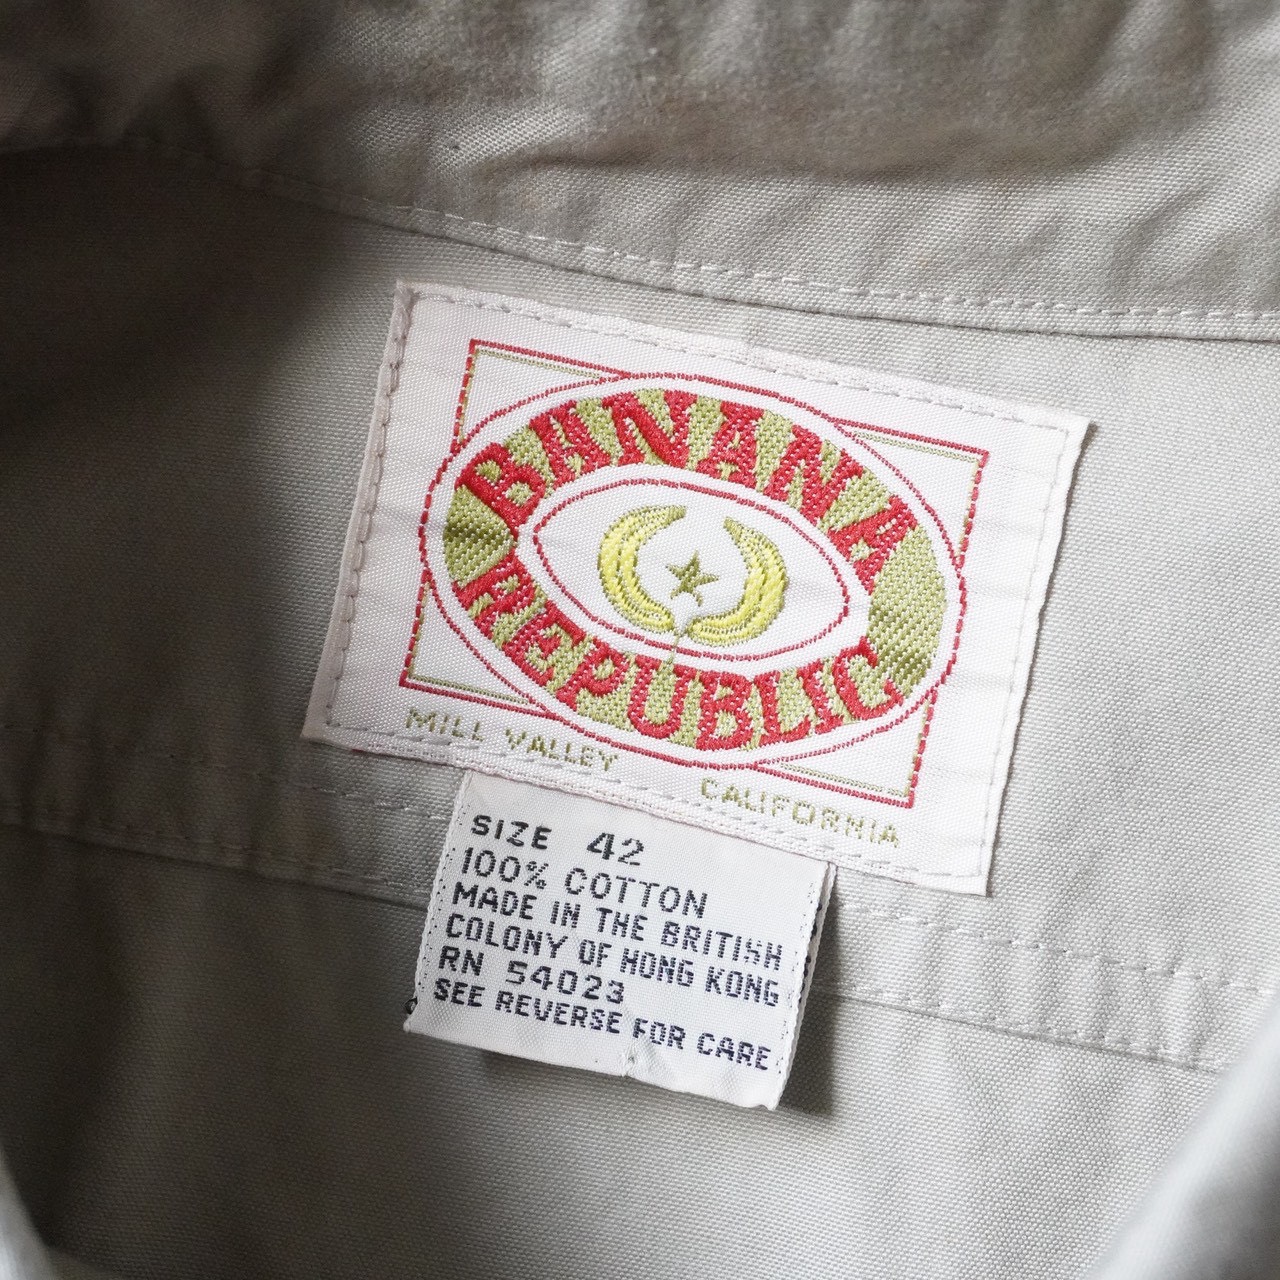 BANANA
REPUBLIC
MILL VALLEY CALIFORNIA
SIZE 42
100% COTTON
MADE IN THE BRITISH
COLONY OF HONG KONG
RN 54023
SEE REVERSE FOR CARE